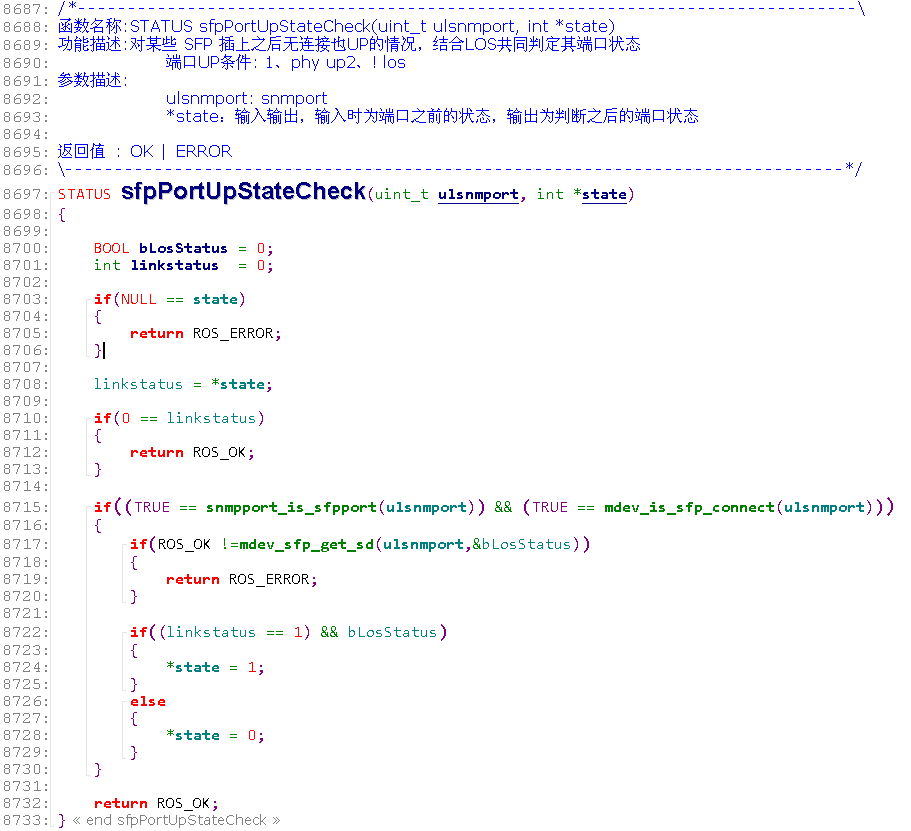 8687: /*---------------------------------------------------------------------------\
8688: 函数名称:STATUS sfpPortUpStateCheck(uint_t ulsnmport, int *state)
8689: 功能描述:对某些 SFP 插上之后无连接也UP的情况，结合LOS共同判定其端口状态
8690: 端口UP条件: 1、phy up2、! los
8691: 参数描述:
8692: ulsnmport: snmport
8693: *state：输入输出，输入时为端口之前的状态，输出为判断之后的端口状态
8694:
8695: 返回值 : OK | ERROR
8696: \---------------------------------------------------------------------------*/
8697: STATUS sfpPortUpStateCheck(uint_t ulsnmport, int *state)
8698: {
8699:
8700: BOOL bLosStatus = 0;
8701: int linkstatus  = 0;
8702:
8703: if(NULL == state)
8704: {
8705: return ROS_ERROR;
8706: }
8707:
8708: linkstatus = *state;
8709:
8710: if(0 == linkstatus)
8711: {
8712: return ROS_OK;
8713: }
8714:
8715: if((TRUE == snmpport_is_sfpport(ulsnmport)) && (TRUE == mdev_is_sfp_connect(ulsnmport)))
8716: {
8717: if(ROS_OK !=mdev_sfp_get_sd(ulsnmport,&bLosStatus))
8718: {
8719: return ROS_ERROR;
8720: }
8721:
8722: if((linkstatus == 1) && bLosStatus)
8723: {
8724: *state = 1;
8725: }
8726: else
8727: {
8728: *state = 0;
8729: }
8730: }
8731:
8732: return ROS_OK;
8733: } « end sfpPortUpStateCheck »